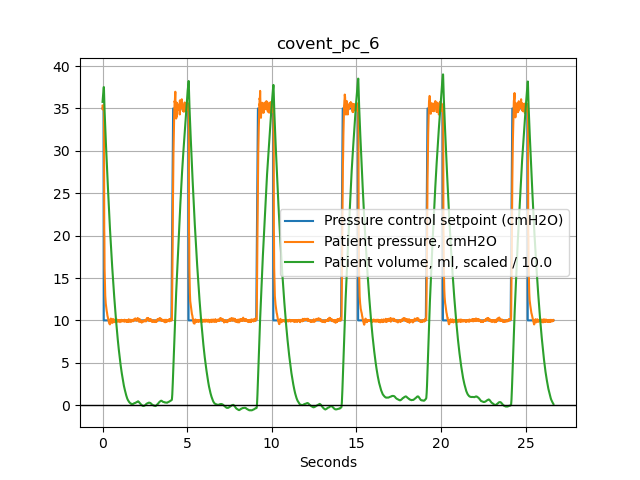 covent_pc_6
40
35
30
25
20
15
10
5
0
Pressure control setpoint (cmH2O)
Patient pressure, cmH2O
Patient volume, ml, scaled / 10.0
0 5 10 15 20 25
Seconds